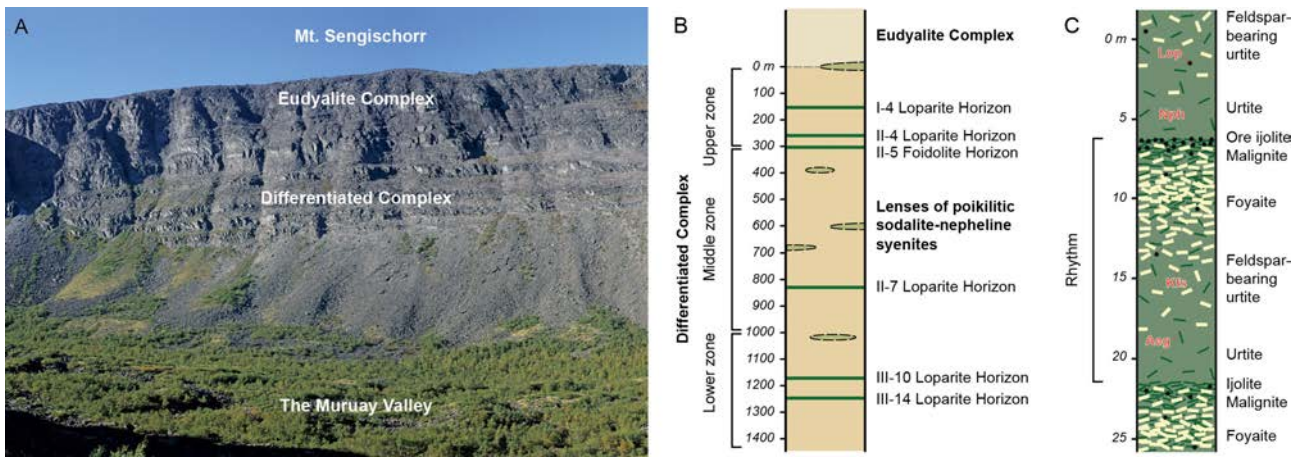 A
Mt. Sengischorr
Eudyalite Complex
Differentiated Complex
The Muruay Valley
B
Eudyalite Complex
0 m
100
I-4 Loparite Horizon
200
II-4 Loparite Horizon
300
II-5 Foidolite Horizon
400
500
Lenses of poikilitic
sodalite-nepheline
syenites
600
700
800
II-7 Loparite Horizon
900
1000
1100
III-10 Loparite Horizon
1200
III-14 Loparite Horizon
1300
1400
Differentiated Complex
Upper zone
Middle zone
Lower zone
C
Feldspar-
bearing
urtite
0 m
Lop
Nph
Urtite
5
Ore ijolite
Malignite
10
Foyaite
Rhythm
Feldspar-
bearing
urtite
15
Kfs
Aeg
20
Urtite
Ijolite
Malignite
Foyaite
25